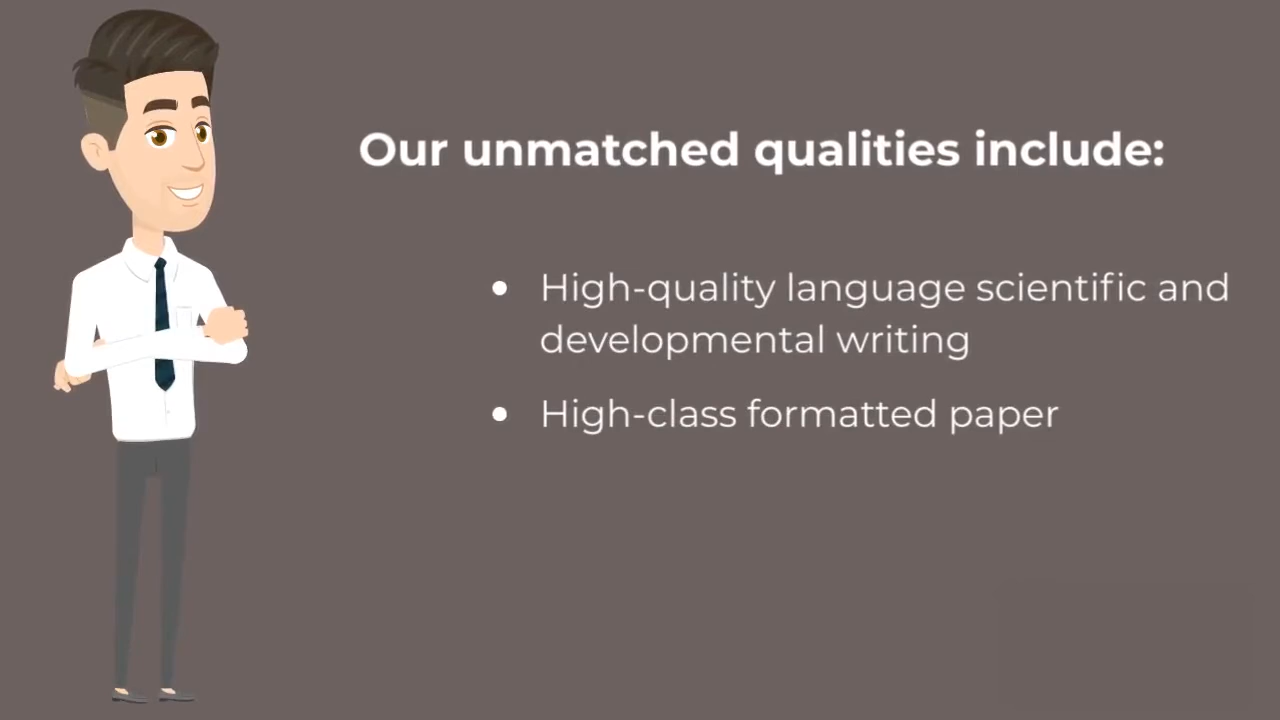 Our unmatched qualities include:
• High-quality language scientific and
developmental writing
• High-class formatted paper